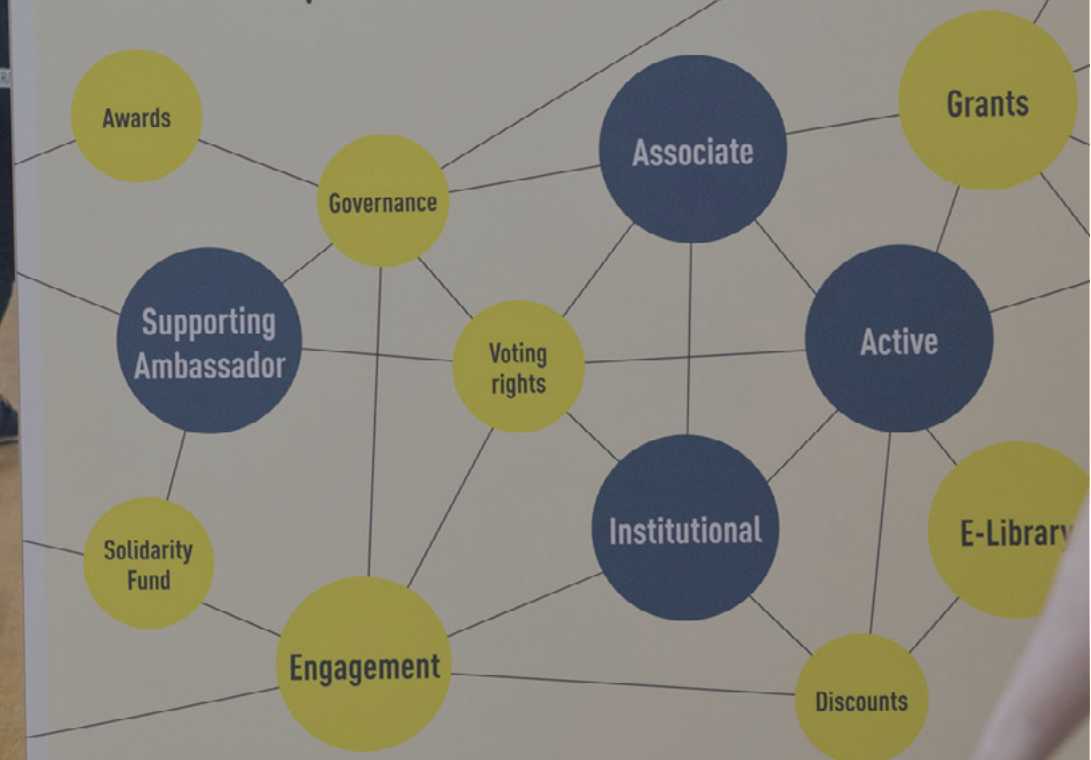 Awards
Grants
Associate
Governance
Supporting
Ambassador
Active
Voting
rights
Institutional
E-Library
Solidarity
Fund
Engagement
Discounts